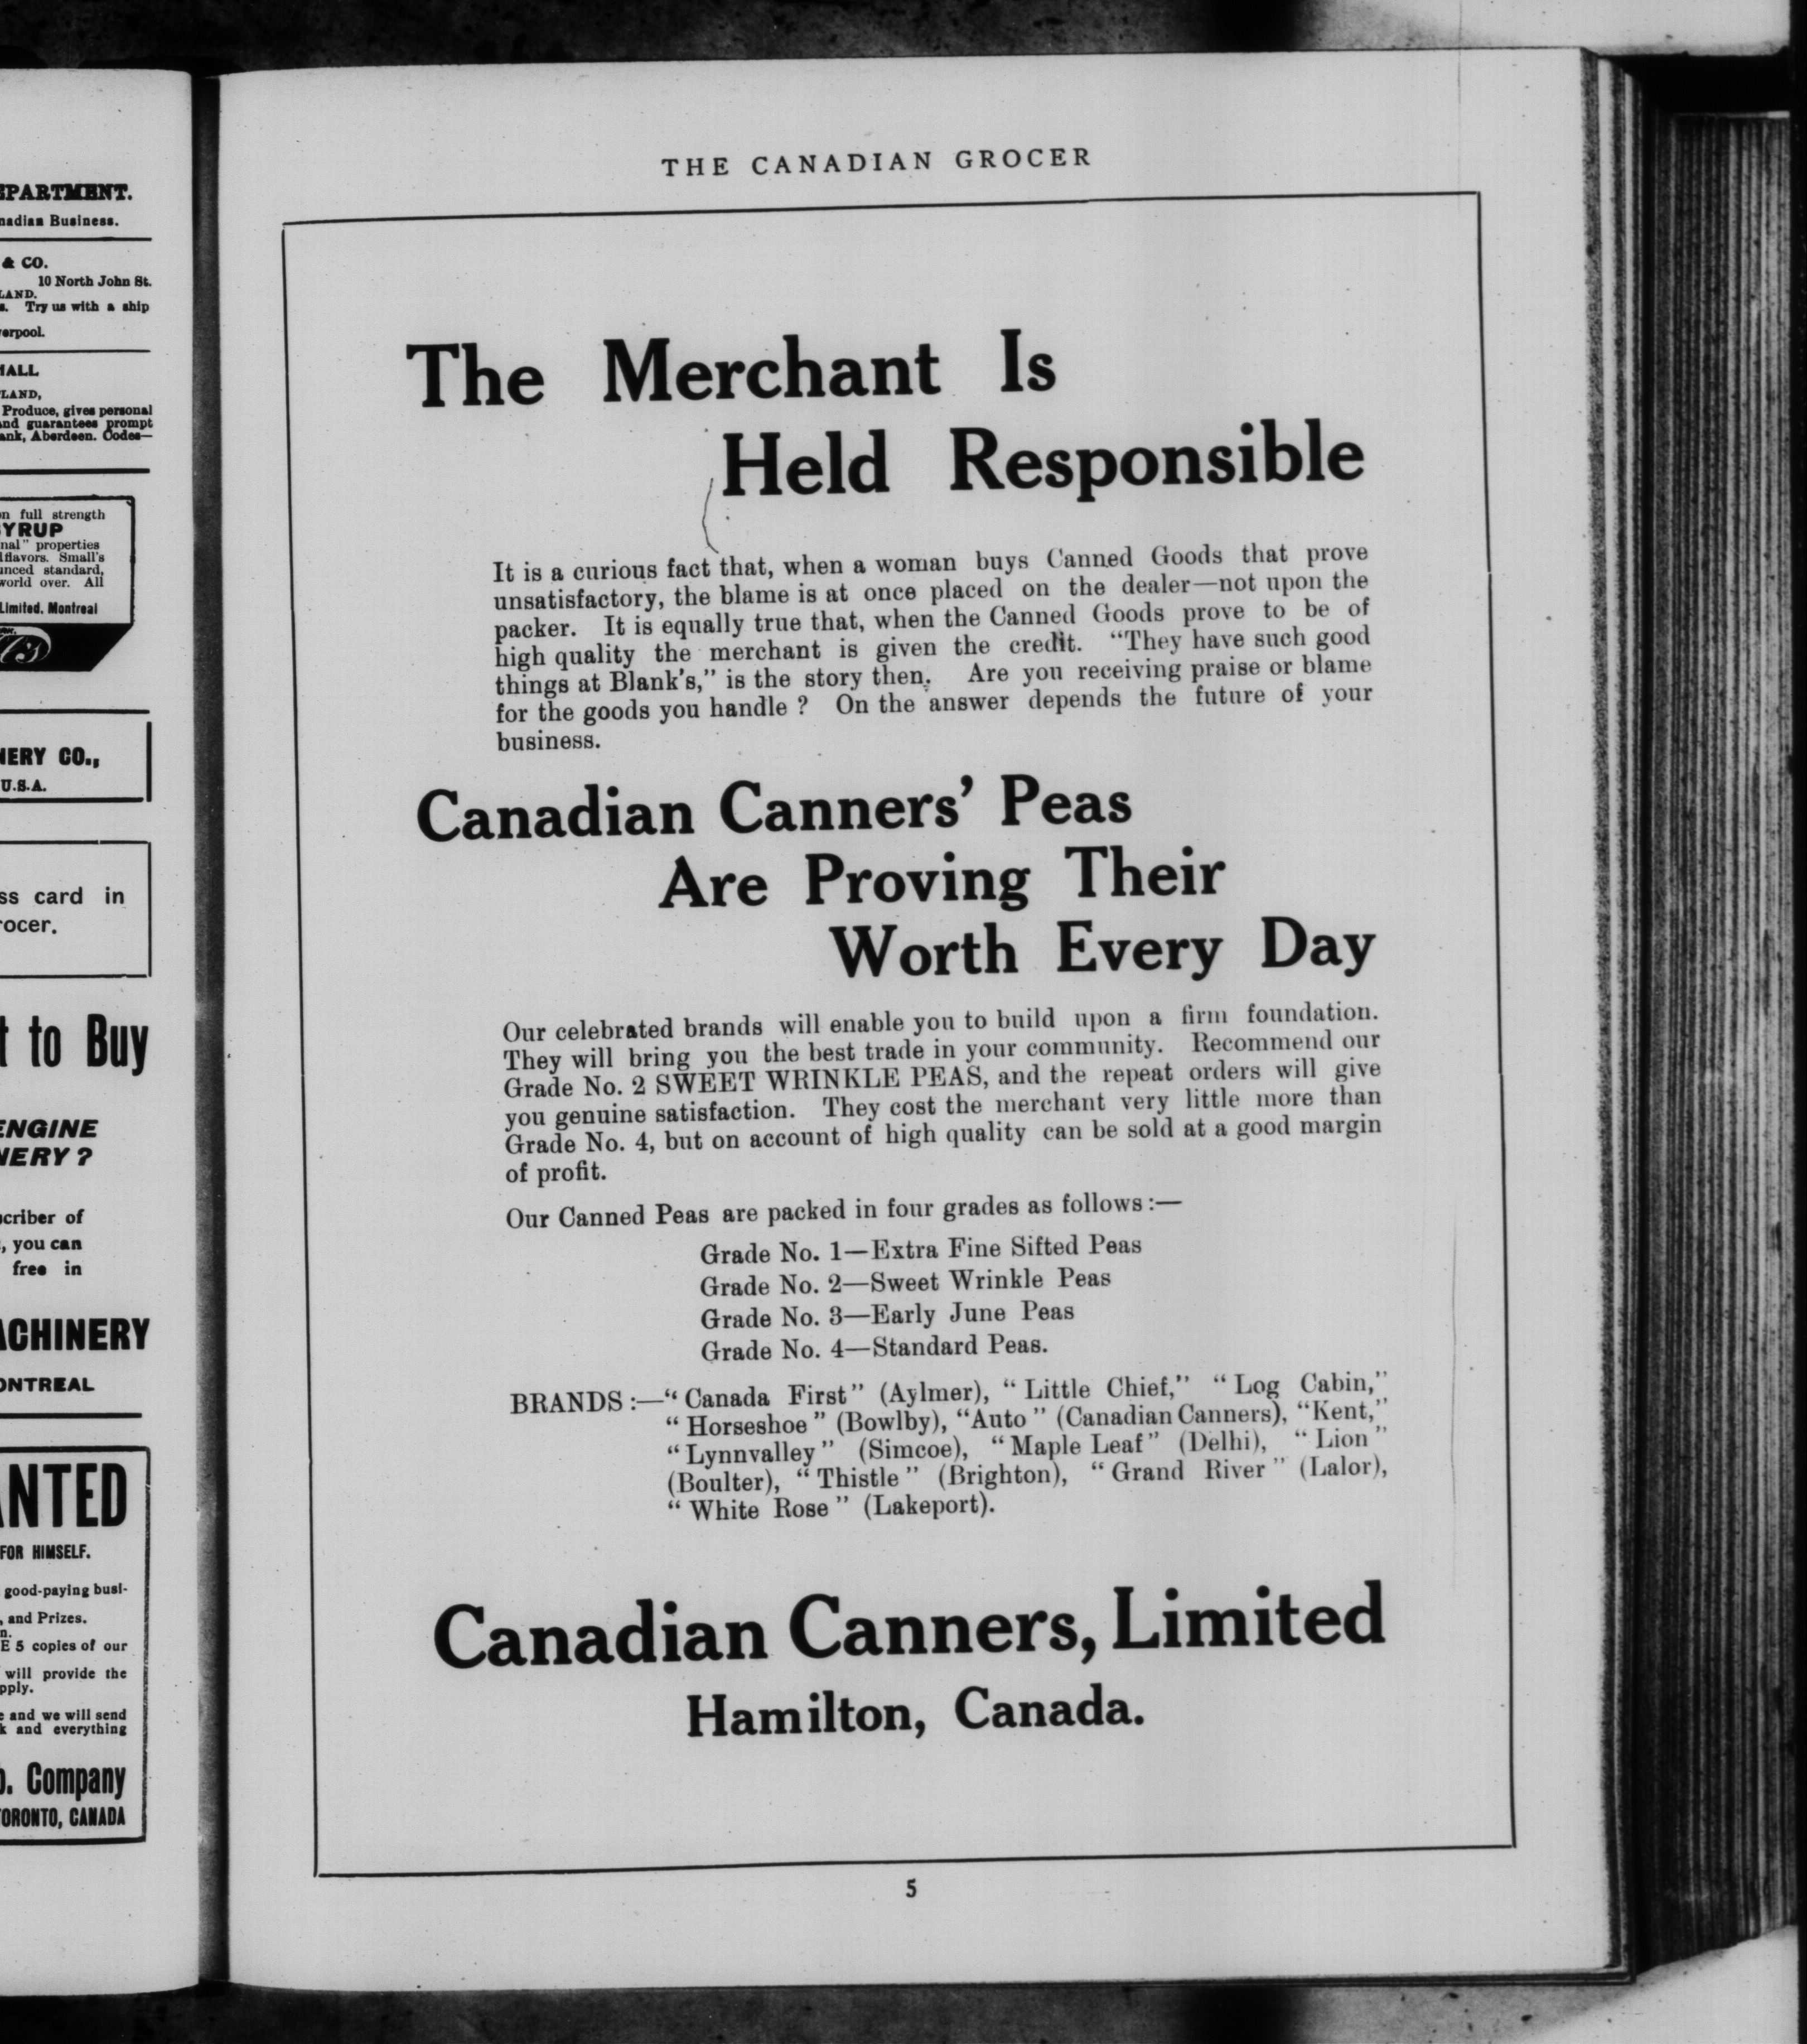 EPARTMENT.
nadian Business.
& CO.
10 North John St.
LAND.
s. Try us with a ship
erpool.
ALL
LAND,
Produce, gives personal
and guarantees prompt
ank, Aberdeen. Codes—
on full strength
SYRUP
nal" properties
flavors. Small's
unced standard,
world over. All
Limited, Montreal
NERY CO.,
U.S.A.
ss card in
rocer.
t to Buy
ENGINE
NERY?
scriber of
, you can
free in
ACHINERY
ONTREAL
ANTED
FOR HIMSELF.
good-paying busi-
, and Prizes.
n.
E 5 copies of our
will provide the
pply.
e and we will send
k and everything
o. Company
TORONTO, CANADA
THE CANADIAN GROCER
The Merchant Is
Held Responsible
It is a curious fact that, when a woman buys Canned Goods that prove
unsatisfactory, the blame is at once placed on the dealer—not upon the
packer. It is equally true that, when the Canned Goods prove to be of
high quality the merchant is given the credit. "They have such good
things at Blank's," is the story then. Are you receiving praise or blame
for the goods you handle ? On the answer depends the future of your
business.
Canadian Canners' Peas
Are Proving Their
Worth Every Day
Our celebrated brands will enable you to build upon a firm foundation.
They will bring you the best trade in your community. Recommend our
Grade No. 2 SWEET WRINKLE PEAS, and the repeat orders will give
you genuine satisfaction. They cost the merchant very little more than
Grade No. 4, but on account of high quality can be sold at a good margin
of profit.
Our Canned Peas are packed in four grades as follows :—
Grade No. 1—Extra Fine Sifted Peas
Grade No. 2—Sweet Wrinkle Peas
Grade No. 3—Early June Peas
Grade No. 4—Standard Peas.
BRANDS :—" Canada First" (Aylmer), " Little Chief," " Log Cabin,"
" Horseshoe " (Bowlby), "Auto " (Canadian Canners), "Kent,"
" Lynnvalley " (Simcoe), " Maple Leaf " (Delhi), " Lion "
(Boulter), " Thistle " (Brighton), " Grand River " (Lalor),
" White Rose " (Lakeport).
Canadian Canners, Limited
Hamilton, Canada.
5